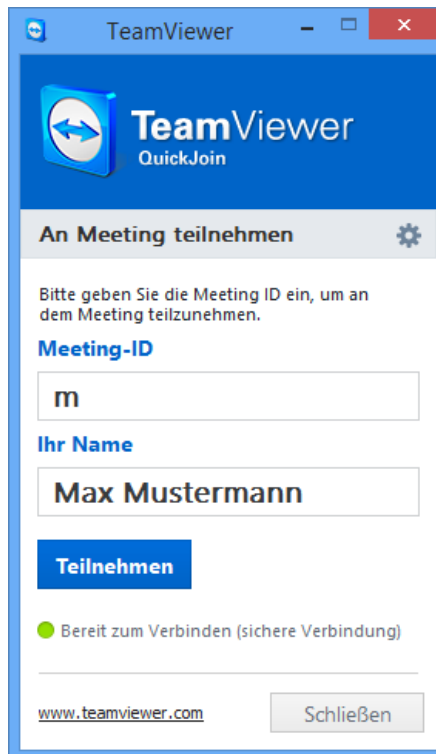 TeamViewer
TeamViewer
QuickJoin
An Meeting teilnehmen
Bitte geben Sie die Meeting ID ein, um an
dem Meeting teilzunehmen.
Meeting-ID
m
Ihr Name
Max Mustermann
Teilnehmen
Bereit zum Verbinden (sichere Verbindung)
www.teamviewer.com
Schließen